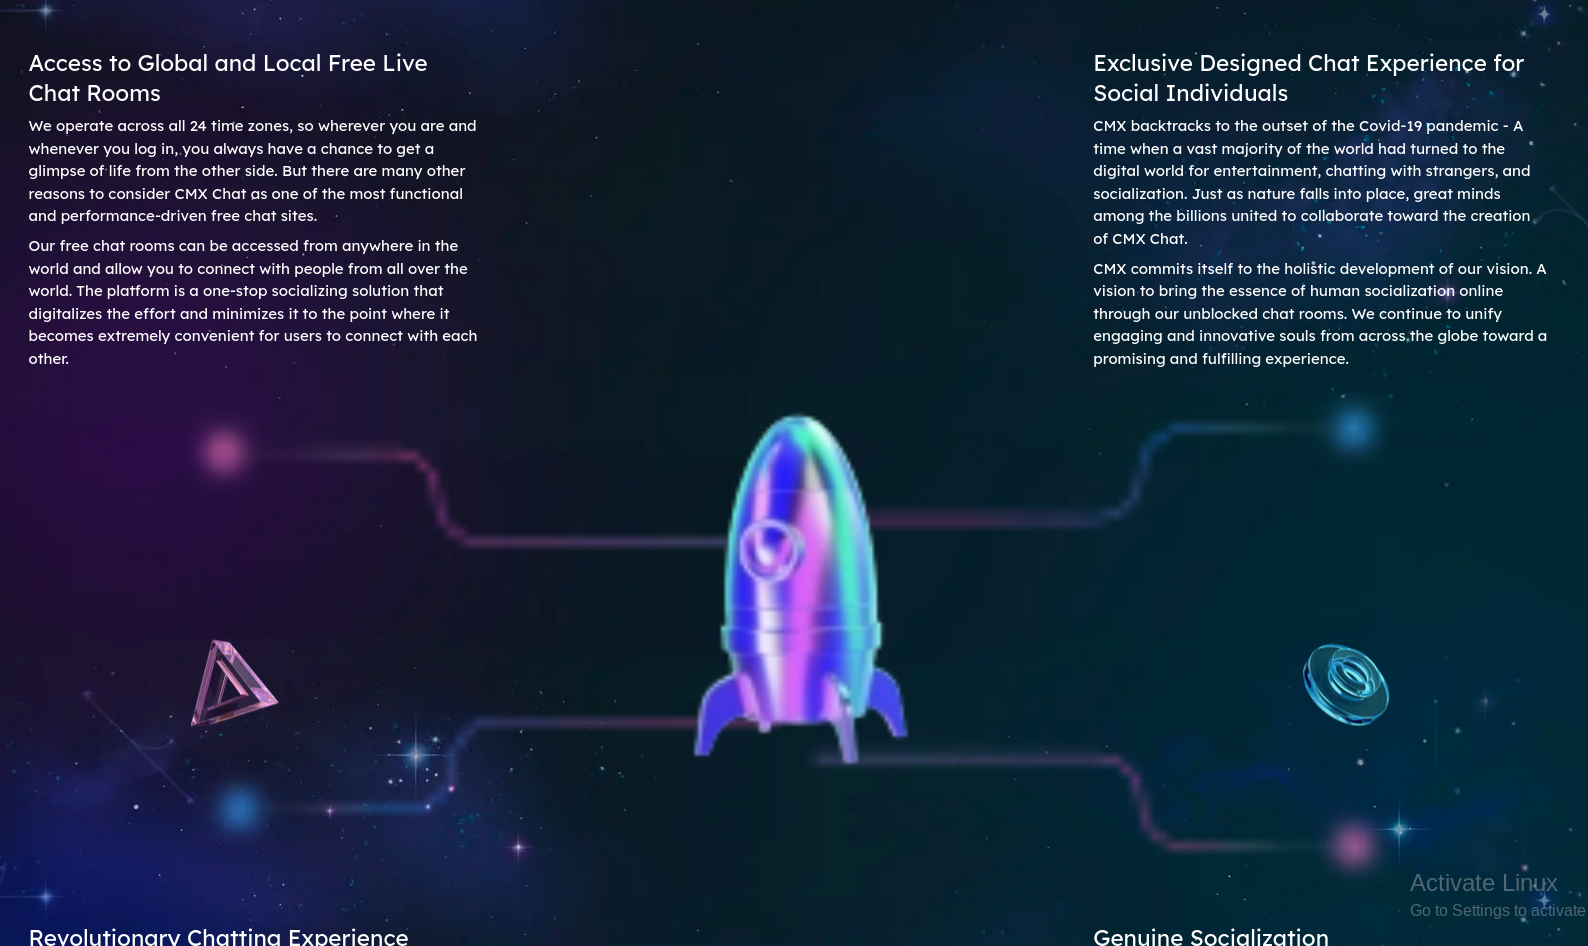 Access to Global and Local Free Live
Chat Rooms
We operate across all 24 time zones, so wherever you are and
whenever you log in, you always have a chance to get a
glimpse of life from the other side. But there are many other
reasons to consider CMX Chat as one of the most functional
and performance-driven free chat sites.
Our free chat rooms can be accessed from anywhere in the
world and allow you to connect with people from all over the
world. The platform is a one-stop socializing solution that
digitalizes the effort and minimizes it to the point where it
becomes extremely convenient for users to connect with each
other.
Exclusive Designed Chat Experience for
Social Individuals
CMX backtracks to the outset of the Covid-19 pandemic - A
time when a vast majority of the world had turned to the
digital world for entertainment, chatting with strangers, and
socialization. Just as nature falls into place, great minds
among the billions united to collaborate toward the creation
of CMX Chat.
CMX commits itself to the holistic development of our vision. A
vision to bring the essence of human socialization online
through our unblocked chat rooms. We continue to unify
engaging and innovative souls from across the globe toward a
promising and fulfilling experience.
Revolutionary Chatting Experience
Genuine Socialization
Activate Linux
Go to Settings to activate